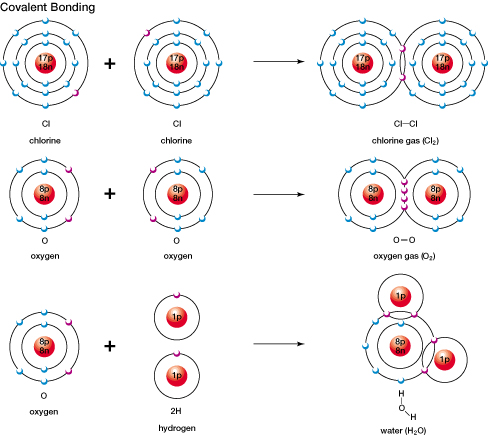 Covalent Bonding
17p 17p 17p 17p
18n 18n 18n 18n
Cl Cl Cl—Cl
chlorine chlorine chlorine gas (Cl₂)
8p 8p 8p 8p
8n 8n 8n 8n
O O O—O
oxygen oxygen oxygen gas (O₂)
1p
1p
8p 8p
8n 8n
1p
1p
O 2H
oxygen hydrogen
H
O
H
water (H₂O)